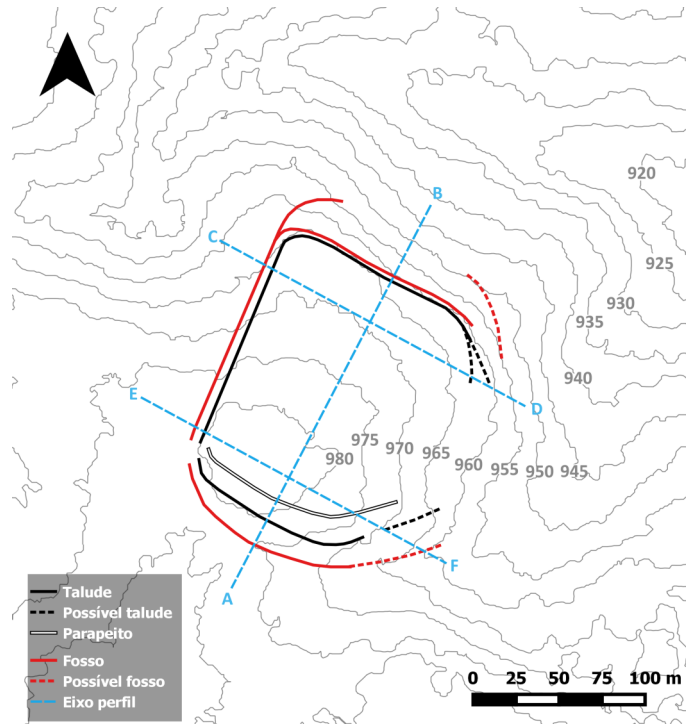 B
920
C
925
930
935
940
E
D
975
970
965
980
960
955
950
945
F
A
Talude
Possível talude
Parapeito
Fosso
Possível fosso
Eixo perfil
0 25 50 75 100 m